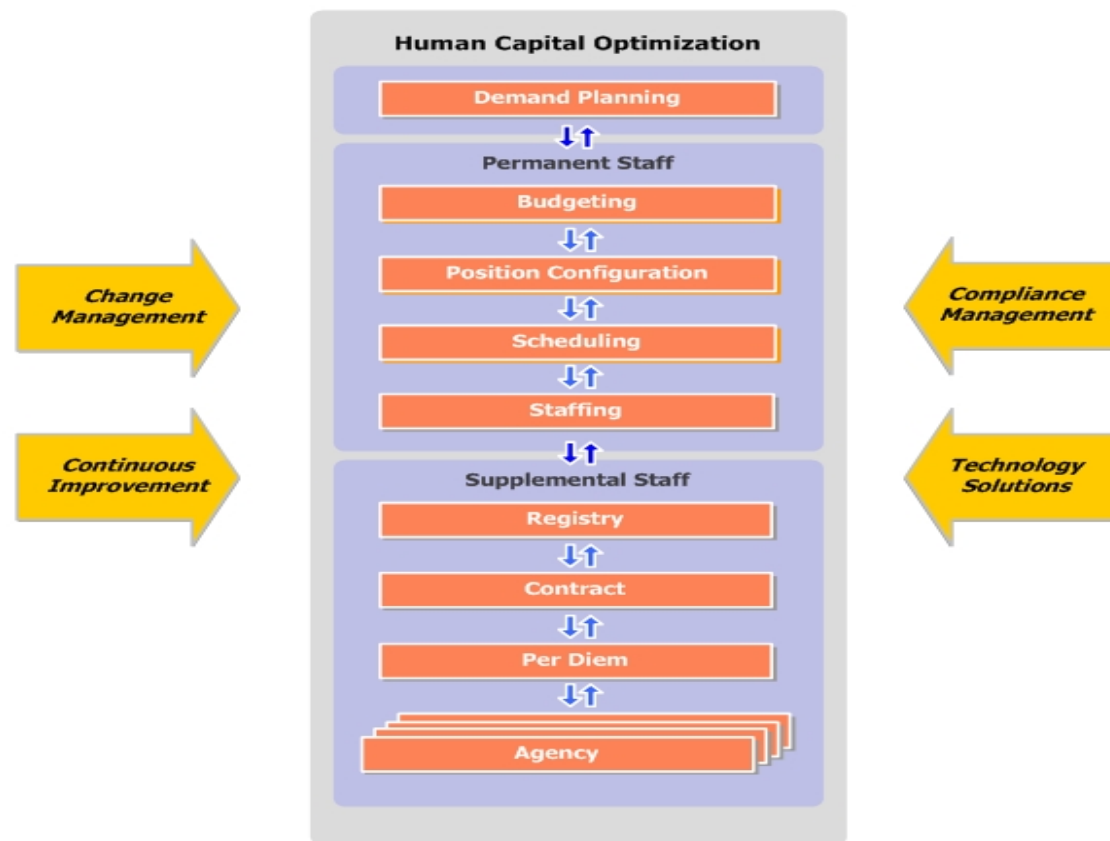 Human Capital Optimization
Demand Planning
Permanent Staff
Budgeting
Position Configuration
Scheduling
Staffing
Supplemental Staff
Registry
Contract
Per Diem
Agency
Change
Management
Continuous
Improvement
Compliance
Management
Technology
Solutions